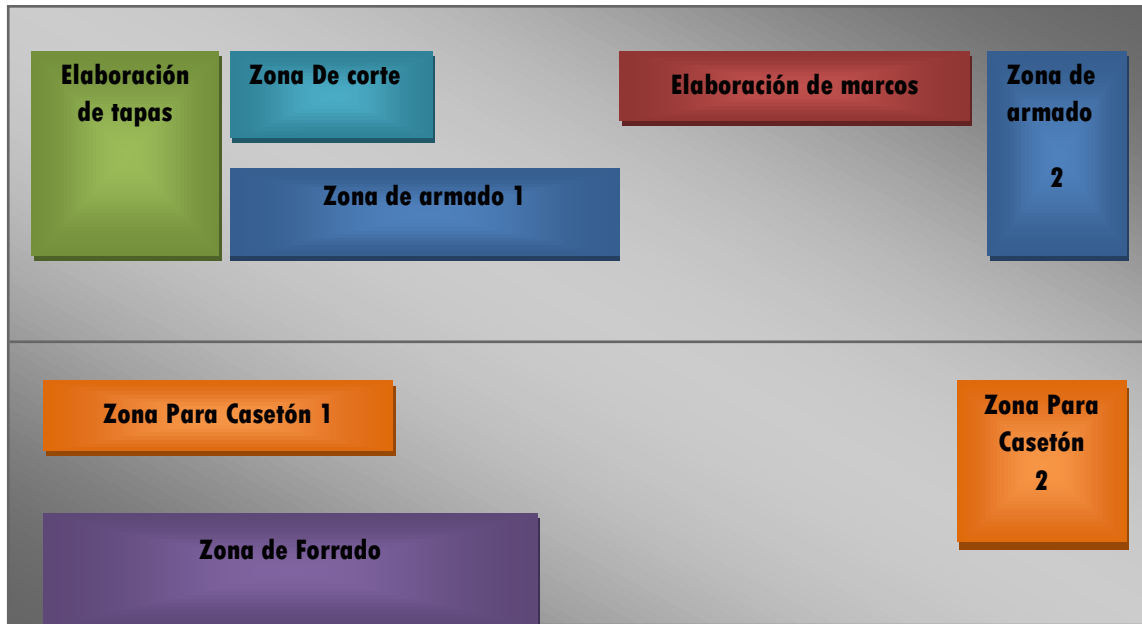 Elaboración
de tapas
Zona De corte
Elaboración de marcos
Zona de
armado
2
Zona de armado 1
Zona Para Casetón 1
Zona Para
Casetón
2
Zona de Forrado